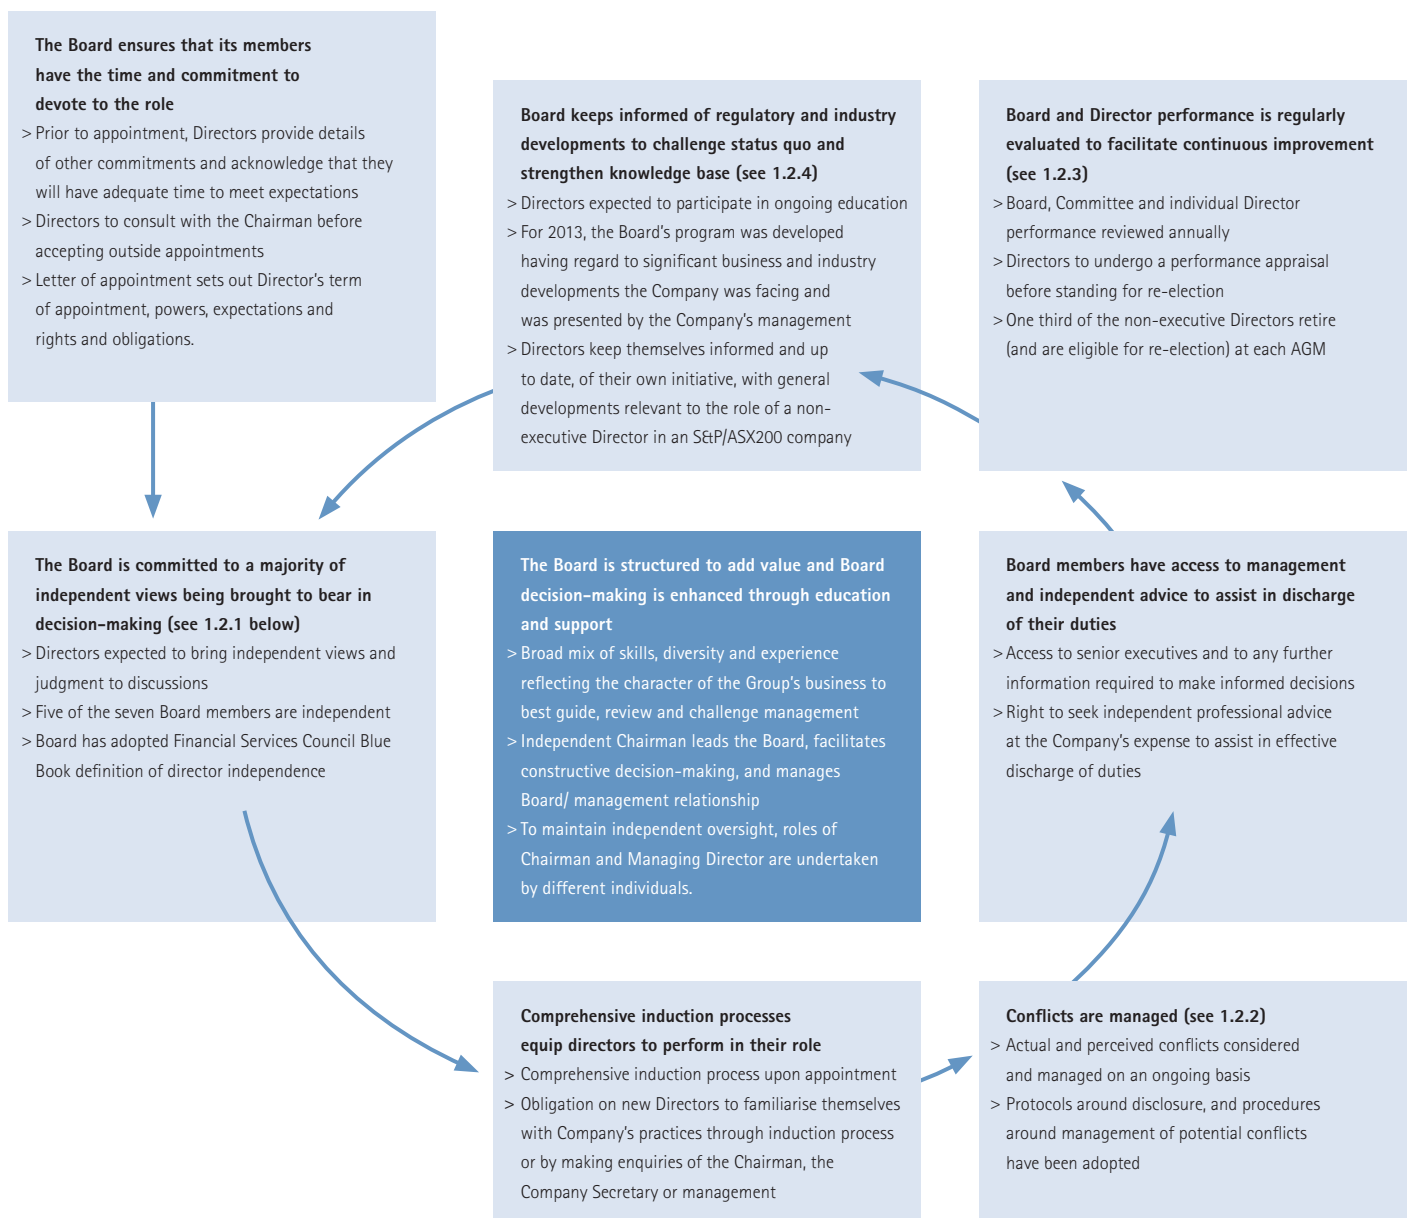 The Board ensures that its members
have the time and commitment to
devote to the role
> Prior to appointment, Directors provide details
of other commitments and acknowledge that they
will have adequate time to meet expectations
> Directors to consult with the Chairman before
accepting outside appointments
> Letter of appointment sets out Director's term
of appointment, powers, expectations and
rights and obligations.
Board keeps informed of regulatory and industry
developments to challenge status quo and
strengthen knowledge base (see 1.2.4)
> Directors expected to participate in ongoing education
> For 2013, the Board's program was developed
having regard to significant business and industry
developments the Company was facing and
was presented by the Company's management
> Directors keep themselves informed and up
to date, of their own initiative, with general
developments relevant to the role of a non-
executive Director in an S&P/ASX200 company
Board and Director performance is regularly
evaluated to facilitate continuous improvement
(see 1.2.3)
> Board, Committee and individual Director
performance reviewed annually
> Directors to undergo a performance appraisal
before standing for re-election
> One third of the non-executive Directors retire
(and are eligible for re-election) at each AGM
The Board is committed to a majority of
independent views being brought to bear in
decision-making (see 1.2.1 below)
> Directors expected to bring independent views and
judgment to discussions
> Five of the seven Board members are independent
> Board has adopted Financial Services Council Blue
Book definition of director independence
The Board is structured to add value and Board
decision-making is enhanced through education
and support
> Broad mix of skills, diversity and experience
reflecting the character of the Group's business to
best guide, review and challenge management
> Independent Chairman leads the Board, facilitates
constructive decision-making, and manages
Board/ management relationship
> To maintain independent oversight, roles of
Chairman and Managing Director are undertaken
by different individuals.
Board members have access to management
and independent advice to assist in discharge
of their duties
> Access to senior executives and to any further
information required to make informed decisions
> Right to seek independent professional advice
at the Company's expense to assist in effective
discharge of duties
Comprehensive induction processes
equip directors to perform in their role
> Comprehensive induction process upon appointment
> Obligation on new Directors to familiarise themselves
with Company's practices through induction process
or by making enquiries of the Chairman, the
Company Secretary or management
Conflicts are managed (see 1.2.2)
> Actual and perceived conflicts considered
and managed on an ongoing basis
> Protocols around disclosure, and procedures
around management of potential conflicts
have been adopted